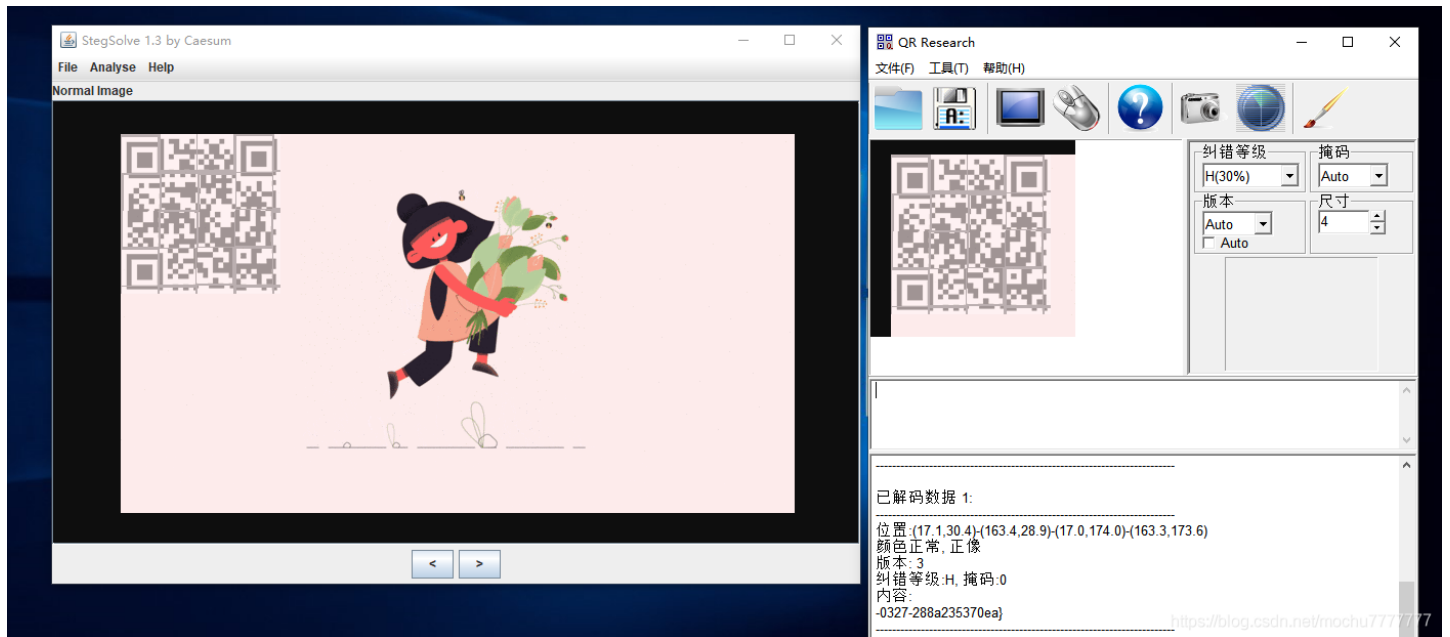 StegSolve 1.3 by Caesum
File Analyse Help
Normal Image
< >
QR Research
文件(F) 工具(T) 帮助(H)
A:
?
纠错等级
H(30%)
掩码
Auto
版本
Auto
Auto
尺寸
4
已解码数据 1:
位置:(17.1,30.4)-(163.4,28.9)-(17.0,174.0)-(163.3,173.6)
颜色正常, 正像
版本: 3
纠错等级:H, 掩码:0
内容:
-0327-288a235370ea}
https://blog.csdn.net/mochu7777777